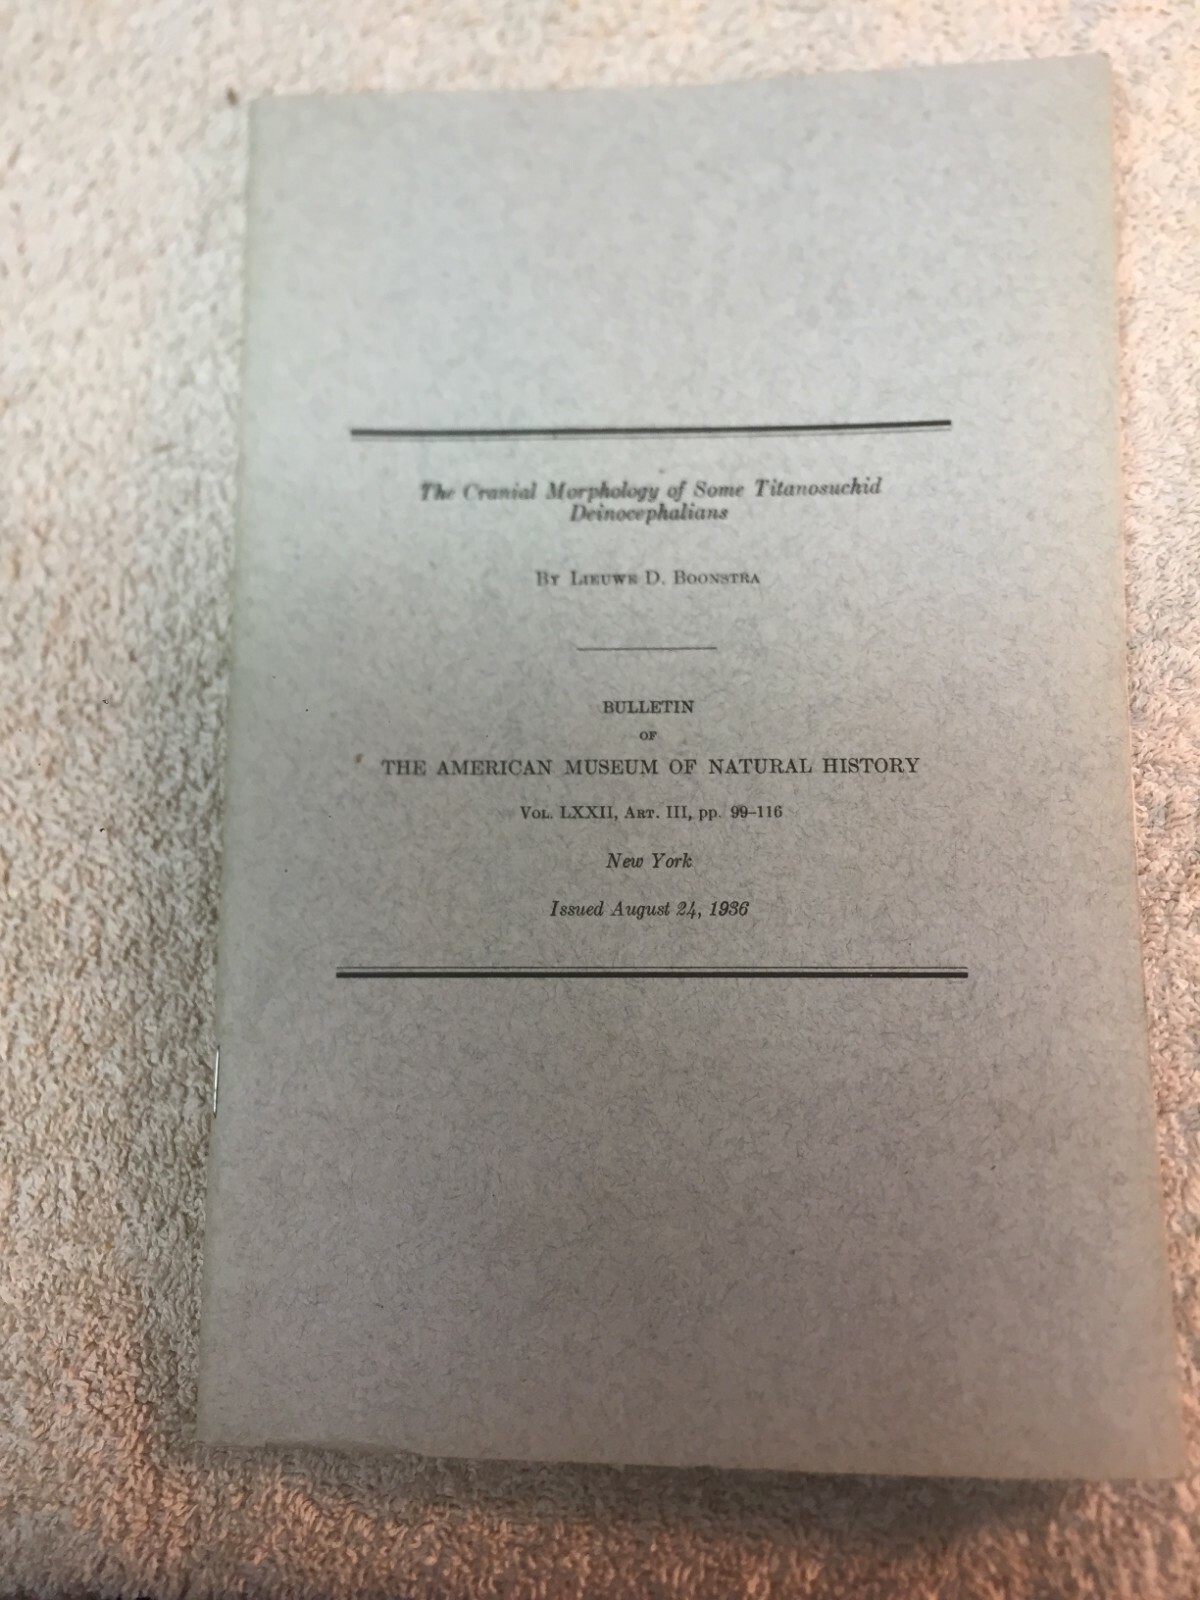 The Cranial Morphology of Some Titanosuchid
Deinocephalians
By Lieuwe D. Boonstra
BULLETIN
OF
THE AMERICAN MUSEUM OF NATURAL HISTORY
Vol. LXXII, Art. III, pp. 99–116
New York
Issued August 24, 1936